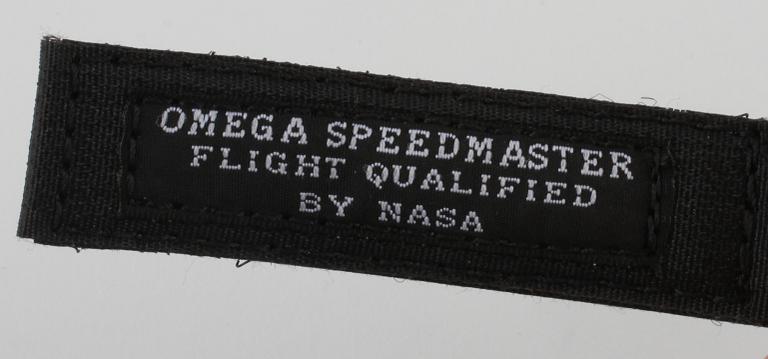 OMEGA SPEEDMASTER
FLIGHT QUALIFIED
BY NASA